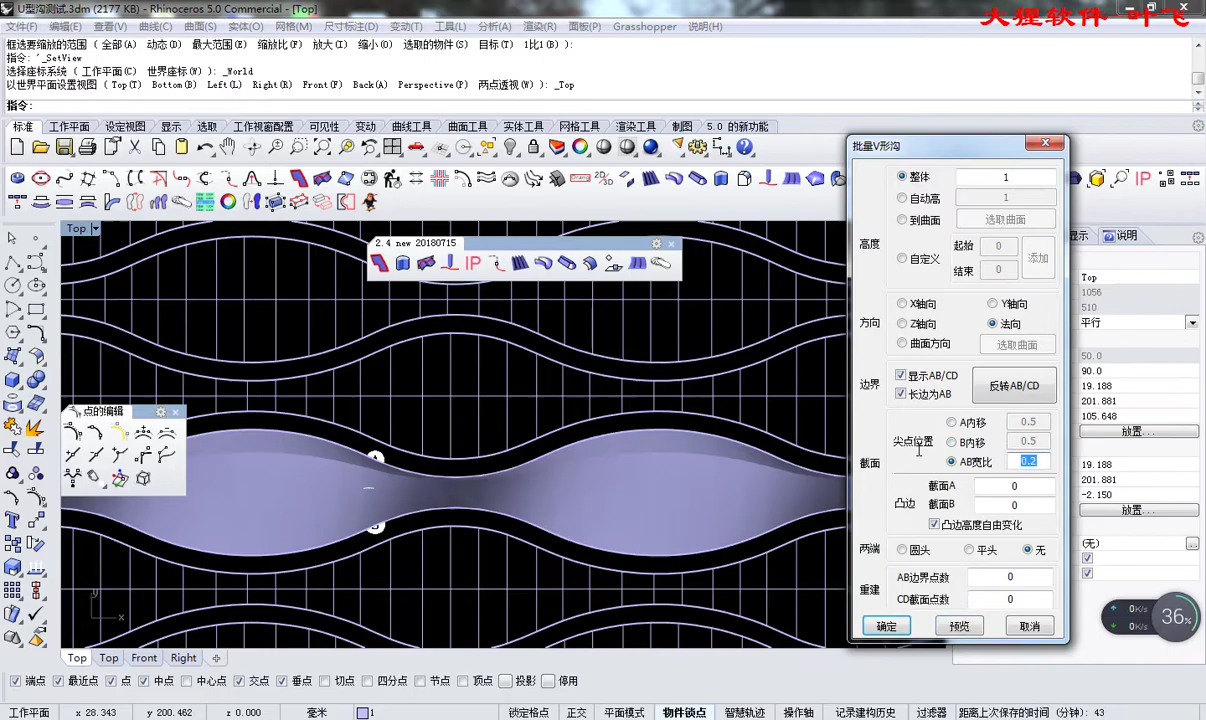 U型沟测试.3dm (2177 KB) - Rhinoceros 5.0 Commercial - [Top]
大猩软件-叶飞
文件(F) 编辑(E) 查看(V) 曲线(C) 曲面(S) 实体(O) 网格(M) 尺寸标注(D) 变动(T) 工具(L) 分析(A) 渲染(R) 面板(P) Grasshopper 说明(H)
框选要缩放的范围 ( 全部(A) 动态(D) 最大范围(E) 缩放比(F) 放大(I) 缩小(O) 选取的物件(S) 目标(T) 1比1(B) ):
指令: '_SetView
选择座标系统 ( 工作平面(C) 世界座标(W) ): _World
以世界平面设置视图 ( Top(T) Bottom(B) Left(L) Right(R) Front(F) Back(A) Perspective(P) 两点透视(W) ): _Top
指令:
标准 工作平面 设定视图 显示 选取 工作视窗配置 可见性 变动 曲线工具 曲面工具 实体工具 网格工具 渲染工具 制图 5.0 的新功能
2D/3D
IP
Top
2.4 new 20180715
IP
点的编辑
批量V形沟
整体 1
自动高 1
到曲面 选取曲面
高度
起始 0
自定义 添加
结束 0
X轴向 Y轴向
方向 Z轴向 法向
曲面方向 选取曲面
边界 显示AB/CD 反转AB/CD
长边为AB
A内移 0.5
尖点位置 B内移 0.5
截面 AB宽比 0.2
截面A 0
凸边 截面B 0
凸边高度自由变化
两端 圆头 平头 无
重建 AB边界点数 0
CD截面点数 0
确定 预览 取消
显示 说明
Top
1056
510
平行
50.0
90.0
19.188
201.881
105.648
放置...
19.188
201.881
-2.150
放置...
(无) ...
0K/s
0K/s
36%
y
x
Top Top Front Right
端点 最近点 点 中点 中心点 交点 垂点 切点 四分点 节点 顶点 投影 停用
工作平面 x 28.343 y 200.462 z 0.000 毫米 1 锁定格点 正交 平面模式 物件锁点 智慧轨迹 操作轴 记录建构历史 过滤器 距离上次保存的时间 (分钟): 43